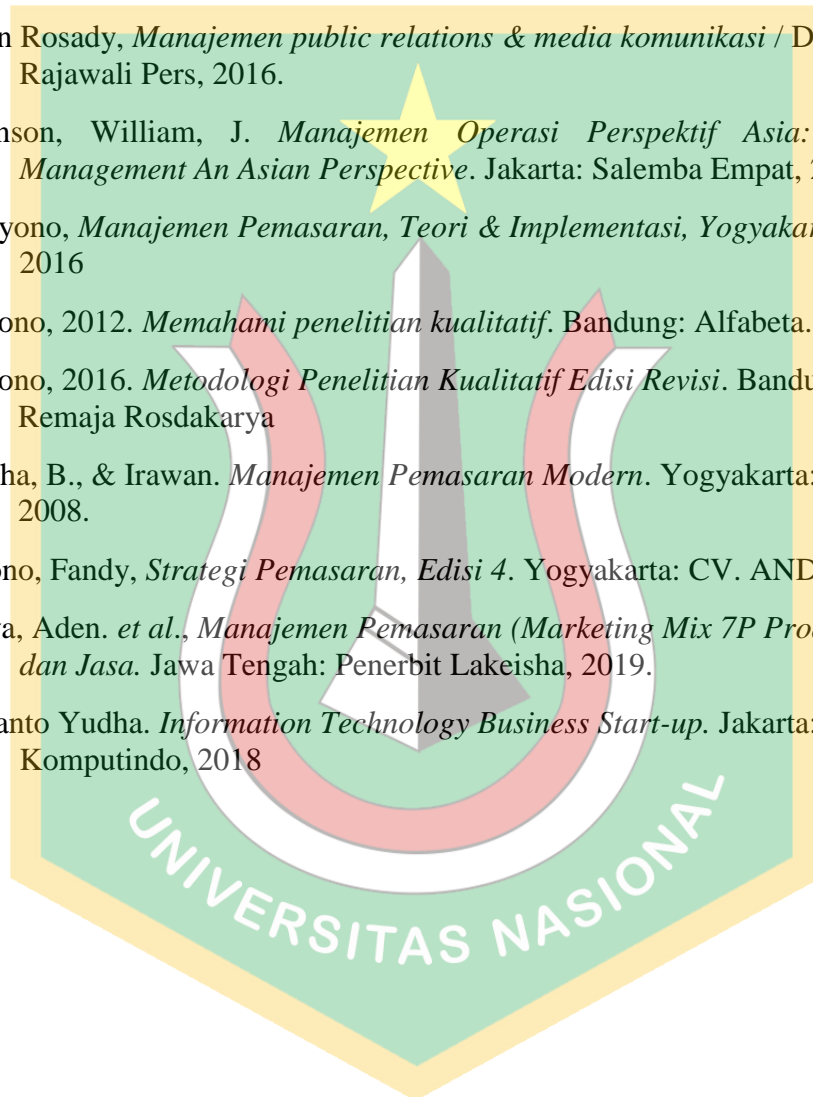 n Rosady, Manajemen public relations & media komunikasi / D
Rajawali Pers, 2016.
nson, William, J. Manajemen Operasi Perspektif Asia:
Management An Asian Perspective. Jakarta: Salemba Empat, 2
yono, Manajemen Pemasaran, Teori & Implementasi, Yogyakar
2016
ono, 2012. Memahami penelitian kualitatif. Bandung: Alfabeta.
ono, 2016. Metodologi Penelitian Kualitatif Edisi Revisi. Bandu
Remaja Rosdakarya
ha, B., & Irawan. Manajemen Pemasaran Modern. Yogyakarta:
2008.
ono, Fandy, Strategi Pemasaran, Edisi 4. Yogyakarta: CV. AND
a, Aden. et al., Manajemen Pemasaran (Marketing Mix 7P Pro
dan Jasa. Jawa Tengah: Penerbit Lakeisha, 2019.
anto Yudha. Information Technology Business Start-up. Jakarta:
Komputindo, 2018
UNIVERSITAS NASIONAL